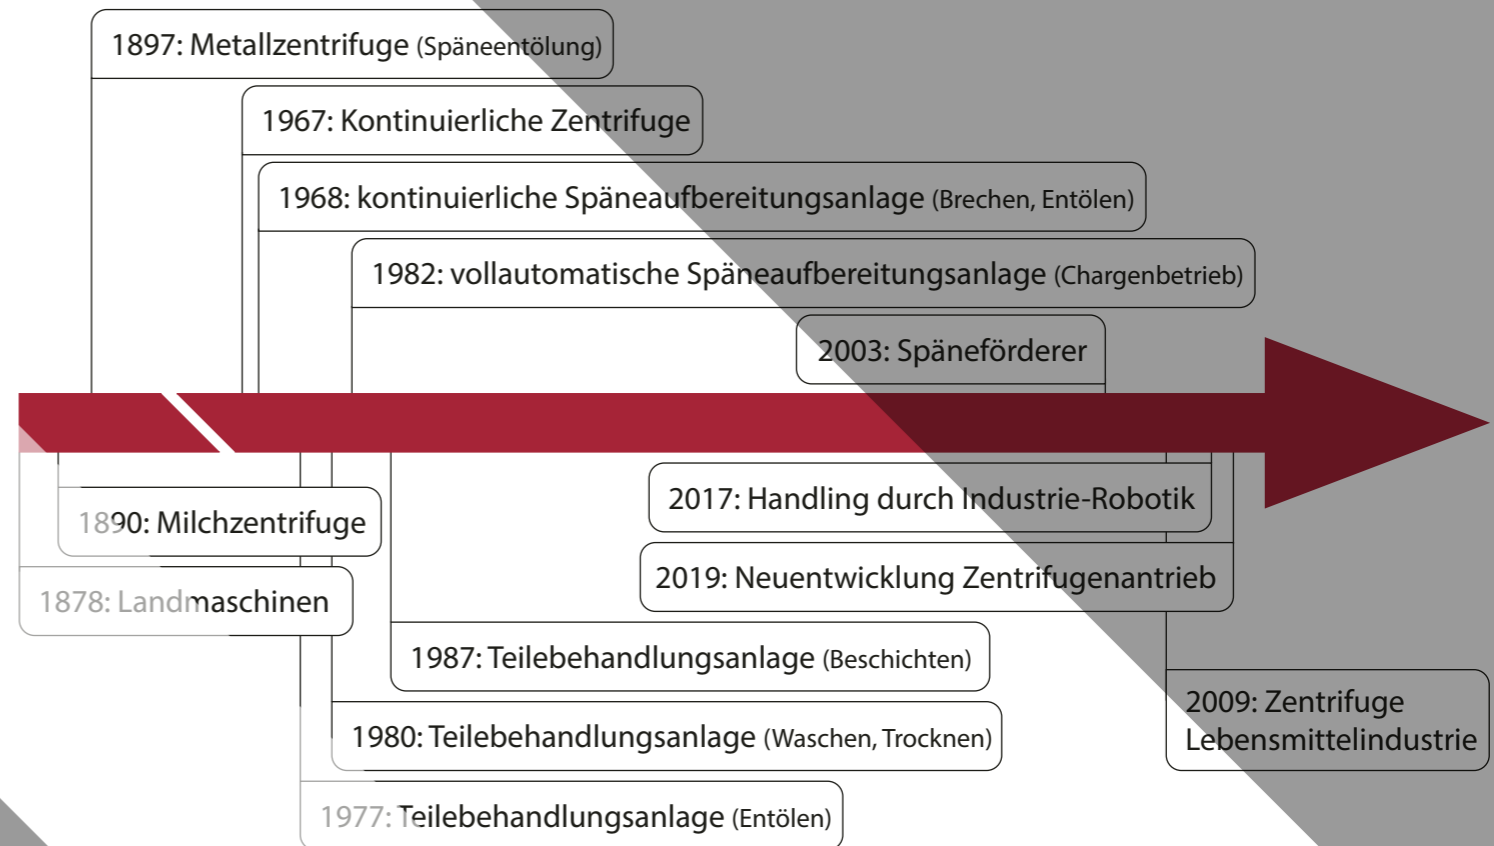 1897: Metallzentrifuge (Späneentölung)
1967: Kontinuierliche Zentrifuge
1968: kontinuierliche Späneaufbereitungsanlage (Brechen, Entölen)
1982: vollautomatische Späneaufbereitungsanlage (Chargenbetrieb)
2003: Späneförderer
2017: Handling durch Industrie-Robotik
1890: Milchzentrifuge
2019: Neuentwicklung Zentrifugenantrieb
1878: Landmaschinen
1987: Teilebehandlungsanlage (Beschichten)
2009: Zentrifuge
Lebensmittelindustrie
1980: Teilebehandlungsanlage (Waschen, Trocknen)
1977: Teilebehandlungsanlage (Entölen)